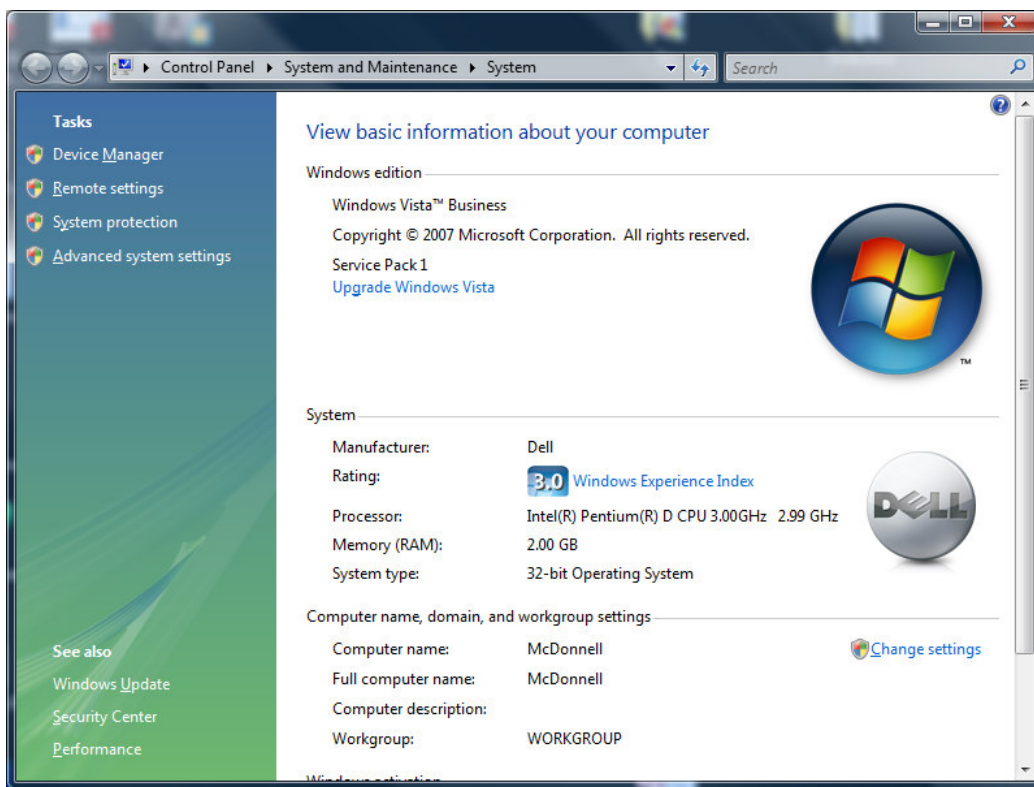 Control Panel ▸ System and Maintenance ▸ System
Search
Tasks
Device Manager
Remote settings
System protection
Advanced system settings
See also
Windows Update
Security Center
Performance
View basic information about your computer
Windows edition
Windows Vista™ Business
Copyright © 2007 Microsoft Corporation. All rights reserved.
Service Pack 1
Upgrade Windows Vista
TM
System
Manufacturer: Dell
Rating: 3.0 Windows Experience Index
Processor: Intel(R) Pentium(R) D CPU 3.00GHz 2.99 GHz
Memory (RAM): 2.00 GB
System type: 32-bit Operating System
DELL
Computer name, domain, and workgroup settings
Computer name: McDonnell
Change settings
Full computer name: McDonnell
Computer description:
Workgroup: WORKGROUP
Windows activation